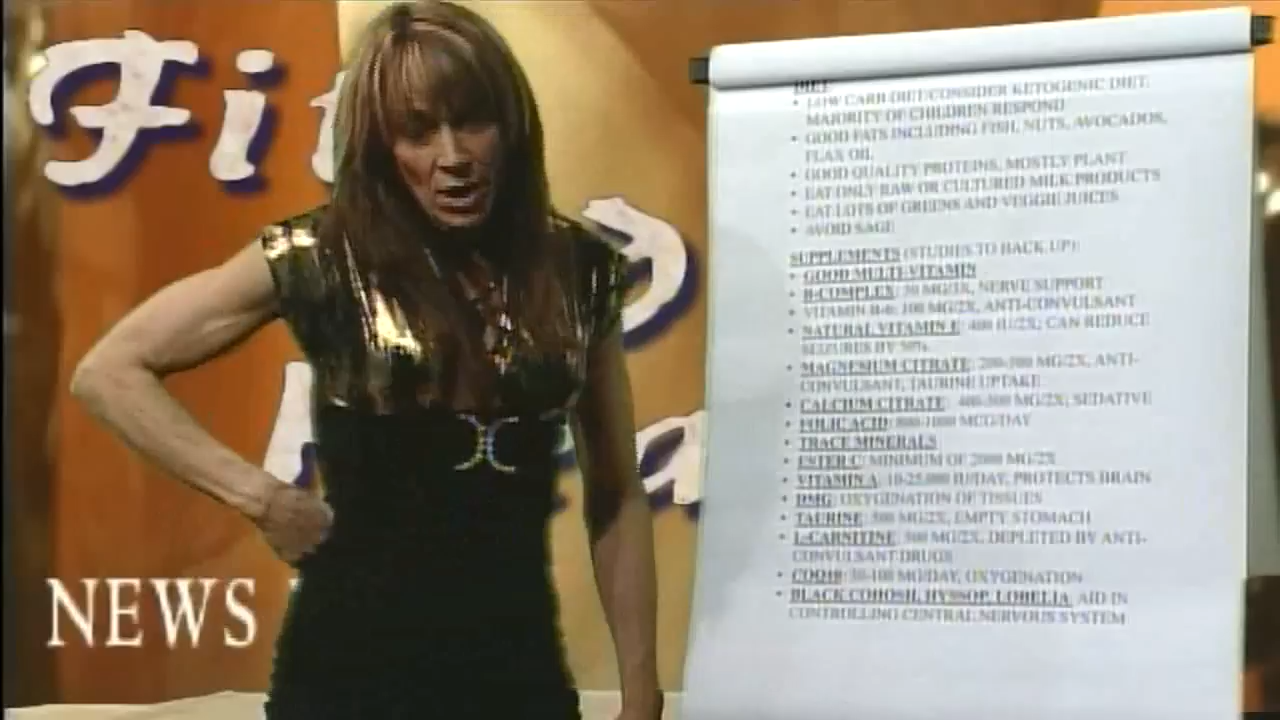 Fit
NEWS
DIET
• LOW CARB DIET/CONSIDER KETOGENIC DIET:
MAJORITY OF CHILDREN RESPOND
• GOOD FATS INCLUDING FISH, NUTS, AVOCADOS,
FLAX OIL
• GOOD QUALITY PROTEINS, MOSTLY PLANT
• EAT ONLY RAW OR CULTURED MILK PRODUCTS
• EAT LOTS OF GREENS AND VEGGIE JUICES
• AVOID SAGE
SUPPLEMENTS (STUDIES TO BACK UP):
• GOOD MULTI-VITAMIN
• B-COMPLEX: 50 MG/3X, NERVE SUPPORT
• VITAMIN B-6: 100 MG/2X, ANTI-CONVULSANT
• NATURAL VITAMIN E: 400 IU/2X; CAN REDUCE
SEIZURES BY 50%
• MAGNESIUM CITRATE: 200-300 MG/2X, ANTI-
CONVULSANT, TAURINE UPTAKE
• CALCIUM CITRATE: 400-500 MG/2X; SEDATIVE
• FOLIC ACID: 800-1000 MCG/DAY
• TRACE MINERALS
• ESTER C: MINIMUM OF 2000 MG/2X
• VITAMIN A: 10-25,000 IU/DAY, PROTECTS BRAIN
• DMG: OXYGENATION OF TISSUES
• TAURINE: 500 MG/2X, EMPTY STOMACH
• L-CARNITINE: 500 MG/2X, DEPLETED BY ANTI-
CONVULSANT DRUGS
• COQ10: 50-100 MG/DAY, OXYGENATION
• BLACK COHOSH, HYSSOP, LOBELIA: AID IN
CONTROLLING CENTRAL NERVOUS SYSTEM